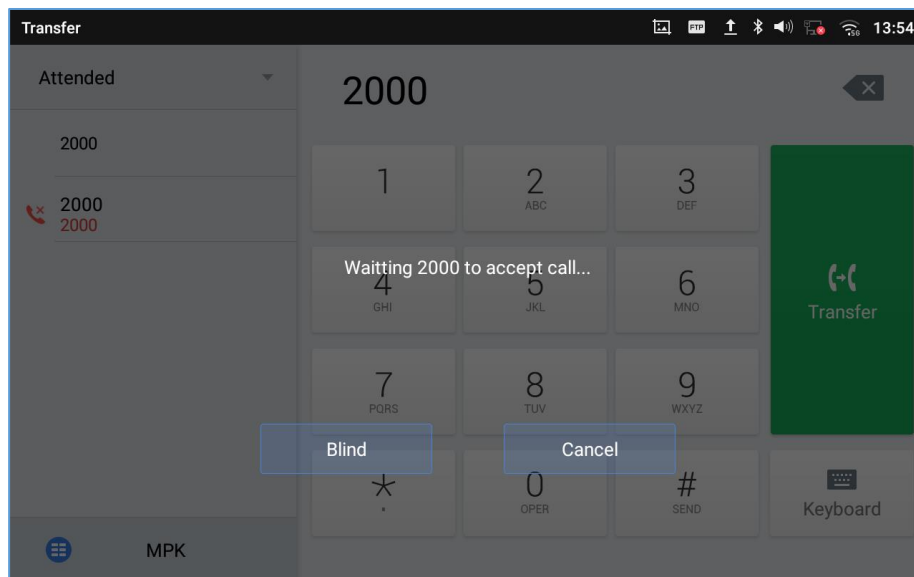 Transfer
FTP 5G 13:54
Attended
2000
2000
2000
2000
1
2
ABC
3
DEF
Waitting 2000 to accept call...
4
GHI
5
JKL
6
MNO
Transfer
7
PQRS
8
TUV
9
WXYZ
Blind
Cancel
*
.
0
OPER
#
SEND
Keyboard
MPK